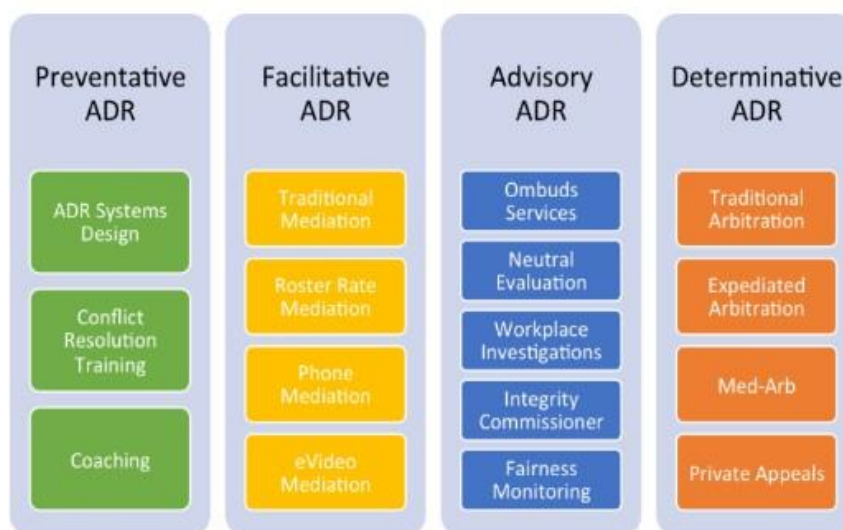 Preventative
ADR
ADR Systems
Design
Conflict
Resolution
Training
Coaching
Facilitative
ADR
Traditional
Mediation
Roster Rate
Mediation
Phone
Mediation
eVideo
Mediation
Advisory
ADR
Ombuds
Services
Neutral
Evaluation
Workplace
Investigations
Integrity
Commissioner
Fairness
Monitoring
Determinative
ADR
Traditional
Arbitration
Expediated
Arbitration
Med-Arb
Private Appeals